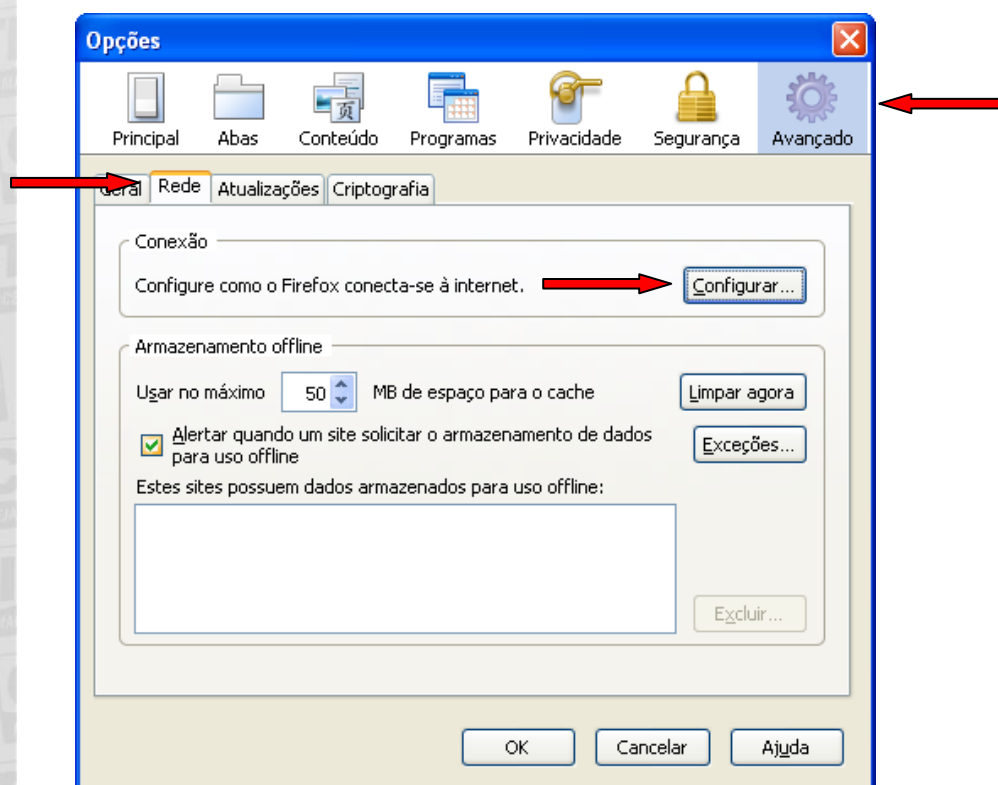 Opções
Principal Abas Conteúdo Programas Privacidade Segurança Avançado
Geral Rede Atualizações Criptografia
Conexão
Configure como o Firefox conecta-se à internet. Configurar...
Armazenamento offline
Usar no máximo 50 MB de espaço para o cache Limpar agora
Alertar quando um site solicitar o armazenamento de dados
para uso offline Exceções...
Estes sites possuem dados armazenados para uso offline:
Excluir...
OK Cancelar Ajuda